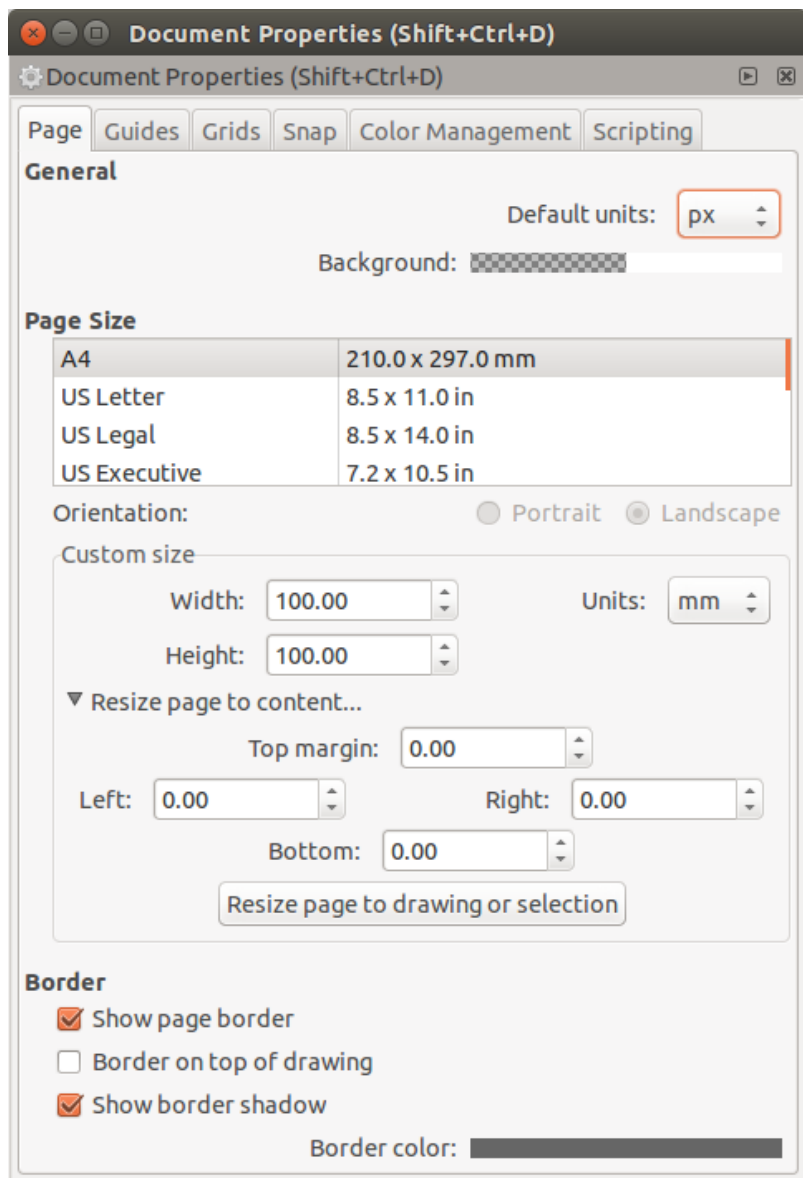 Document Properties (Shift+Ctrl+D)
Document Properties (Shift+Ctrl+D)
Page Guides Grids Snap Color Management Scripting
General
Default units: px
Background:
Page Size
A4 210.0 x 297.0 mm
US Letter 8.5 x 11.0 in
US Legal 8.5 x 14.0 in
US Executive 7.2 x 10.5 in
Orientation: Portrait Landscape
Custom size
Width: 100.00 Units: mm
Height: 100.00
Resize page to content...
Top margin: 0.00
Left: 0.00 Right: 0.00
Bottom: 0.00
Resize page to drawing or selection
Border
Show page border
Border on top of drawing
Show border shadow
Border color: